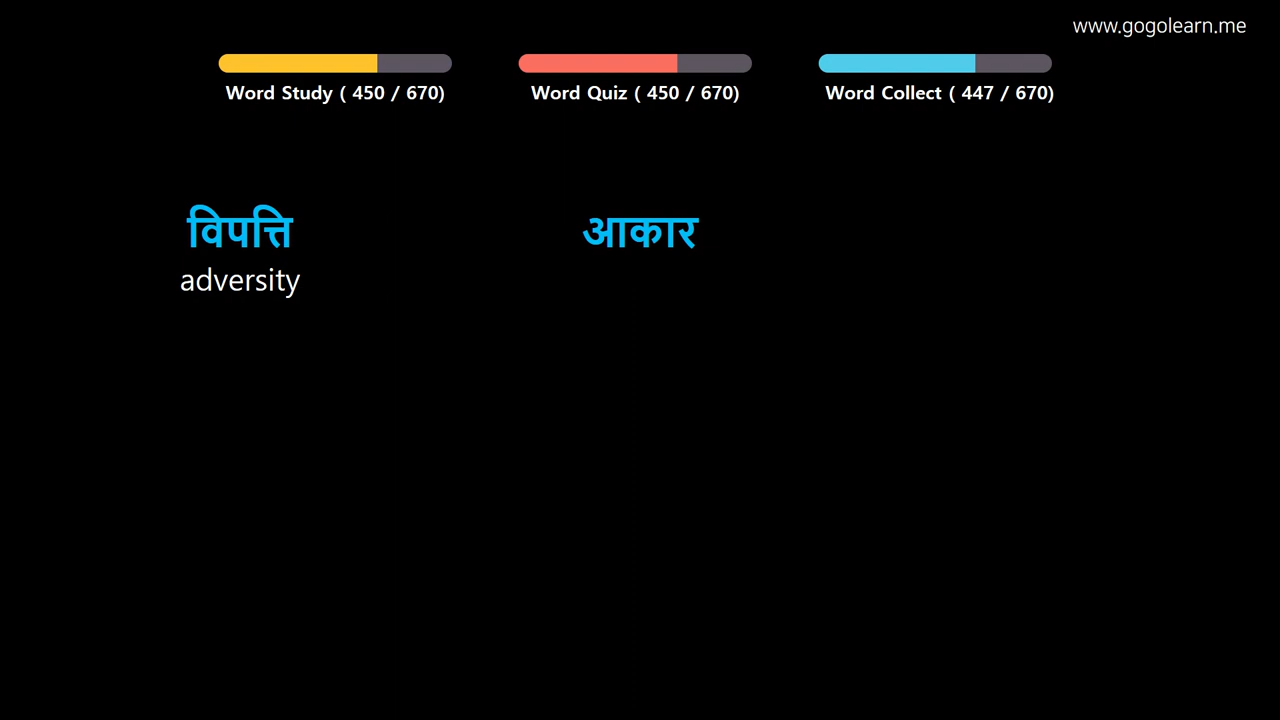 www.gogolearn.me
Word Study ( 450 / 670)
Word Quiz ( 450 / 670)
Word Collect ( 447 / 670)
विपत्ति
adversity
आकार